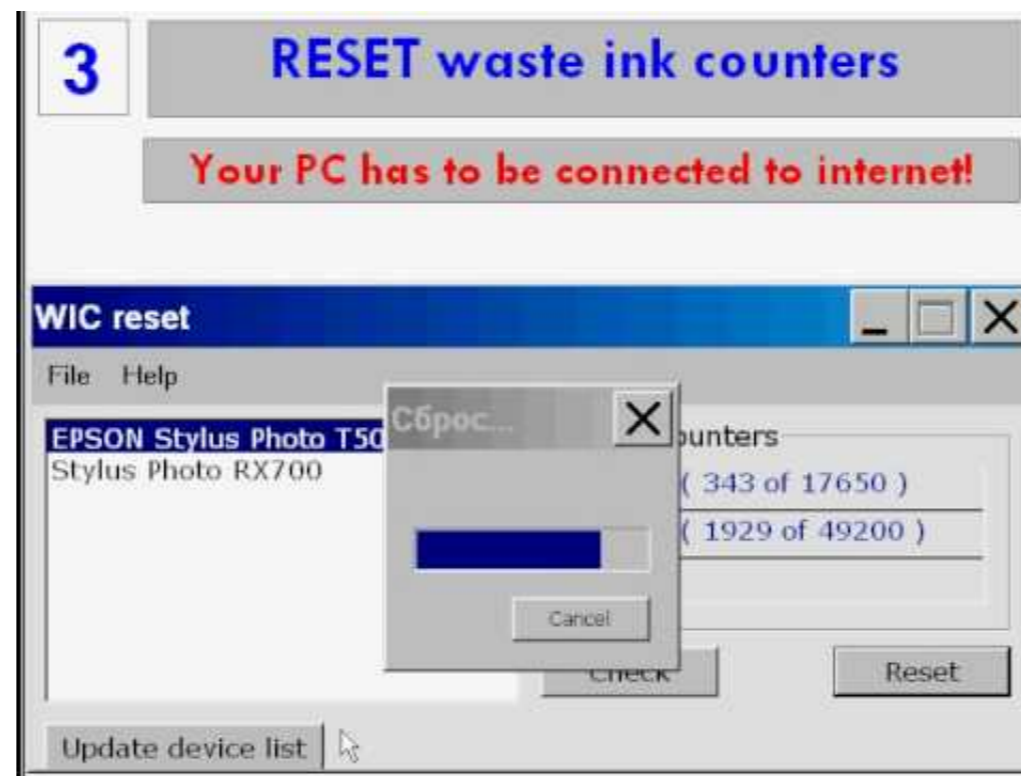 3
RESET waste ink counters
Your PC has to be connected to internet!
WIC reset
File Help
Сброс...
EPSON Stylus Photo T50
Stylus Photo RX700
( 343 of 17650 )
( 1929 of 49200 )
Cancel
Check
Reset
Update device list